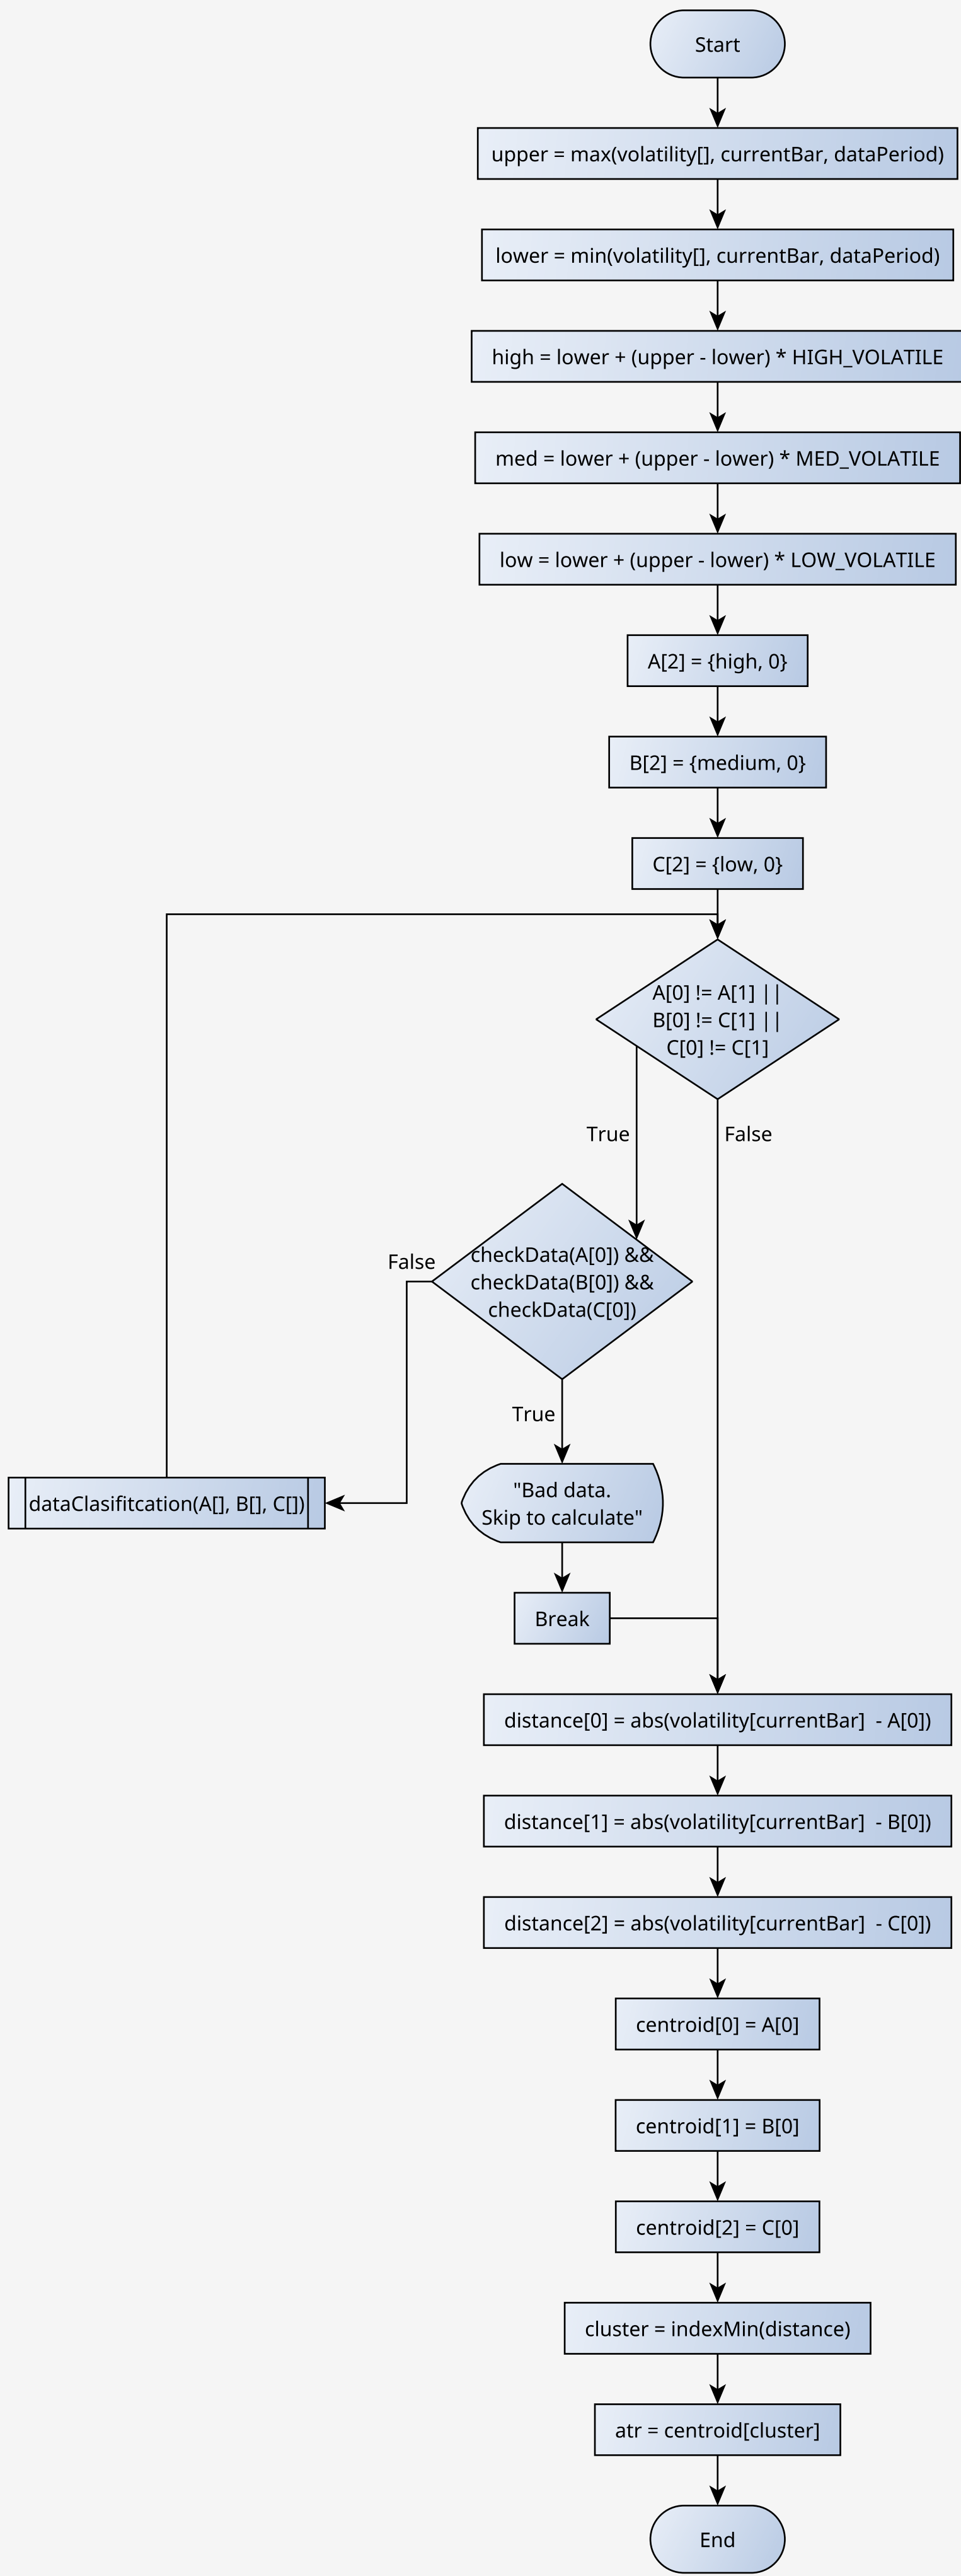 Start
upper = max(volatility[], currentBar, dataPeriod)
lower = min(volatility[], currentBar, dataPeriod)
high = lower + (upper - lower) * HIGH_VOLATILE
med = lower + (upper - lower) * MED_VOLATILE
low = lower + (upper - lower) * LOW_VOLATILE
A[2] = {high, 0}
B[2] = {medium, 0}
C[2] = {low, 0}
A[0] != A[1] ||
B[0] != C[1] ||
C[0] != C[1]
True
False
False
checkData(A[0]) &&
checkData(B[0]) &&
checkData(C[0])
True
dataClasifitcation(A[], B[], C[])
"Bad data.
Skip to calculate"
Break
distance[0] = abs(volatility[currentBar]  - A[0])
distance[1] = abs(volatility[currentBar]  - B[0])
distance[2] = abs(volatility[currentBar]  - C[0])
centroid[0] = A[0]
centroid[1] = B[0]
centroid[2] = C[0]
cluster = indexMin(distance)
atr = centroid[cluster]
End